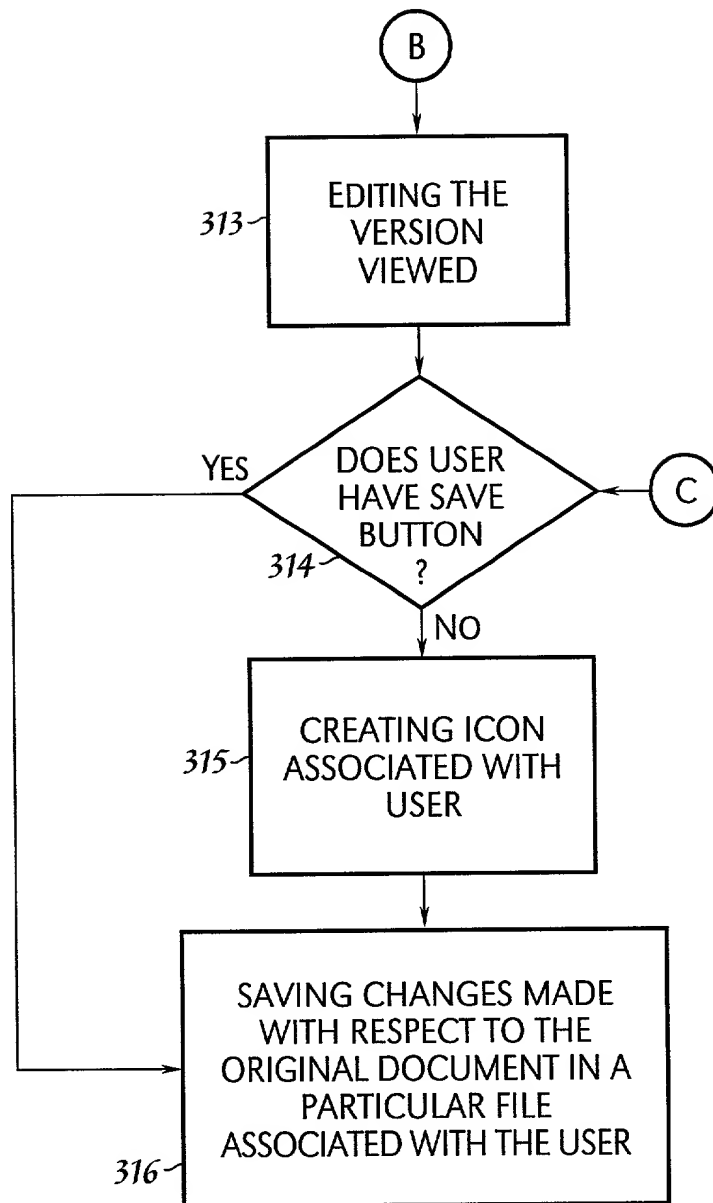 B
EDITING THE
VERSION
VIEWED
313
YES
DOES USER
HAVE SAVE
BUTTON
?
314
C
NO
CREATING ICON
ASSOCIATED WITH
USER
315
SAVING CHANGES MADE
WITH RESPECT TO THE
ORIGINAL DOCUMENT IN A
PARTICULAR FILE
ASSOCIATED WITH THE USER
316